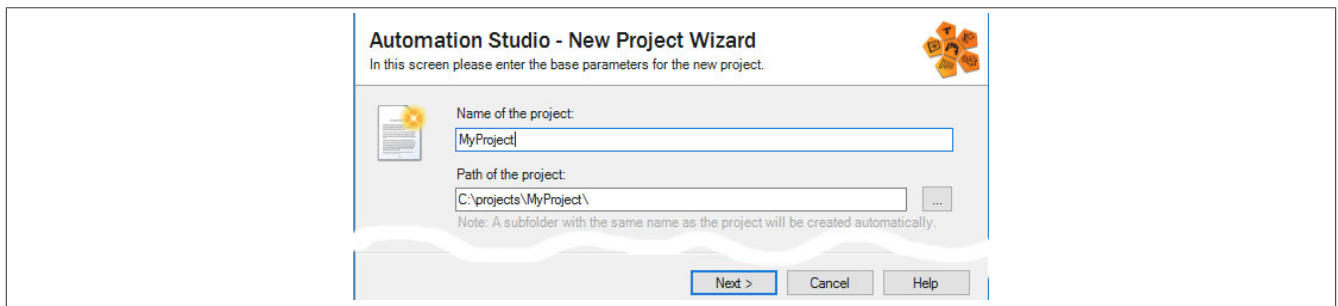 Automation Studio - New Project Wizard
In this screen please enter the base parameters for the new project.
Name of the project:
MyProject
Path of the project:
C:\projects\MyProject\
...
Note: A subfolder with the same name as the project will be created automatically.
Next >
Cancel
Help